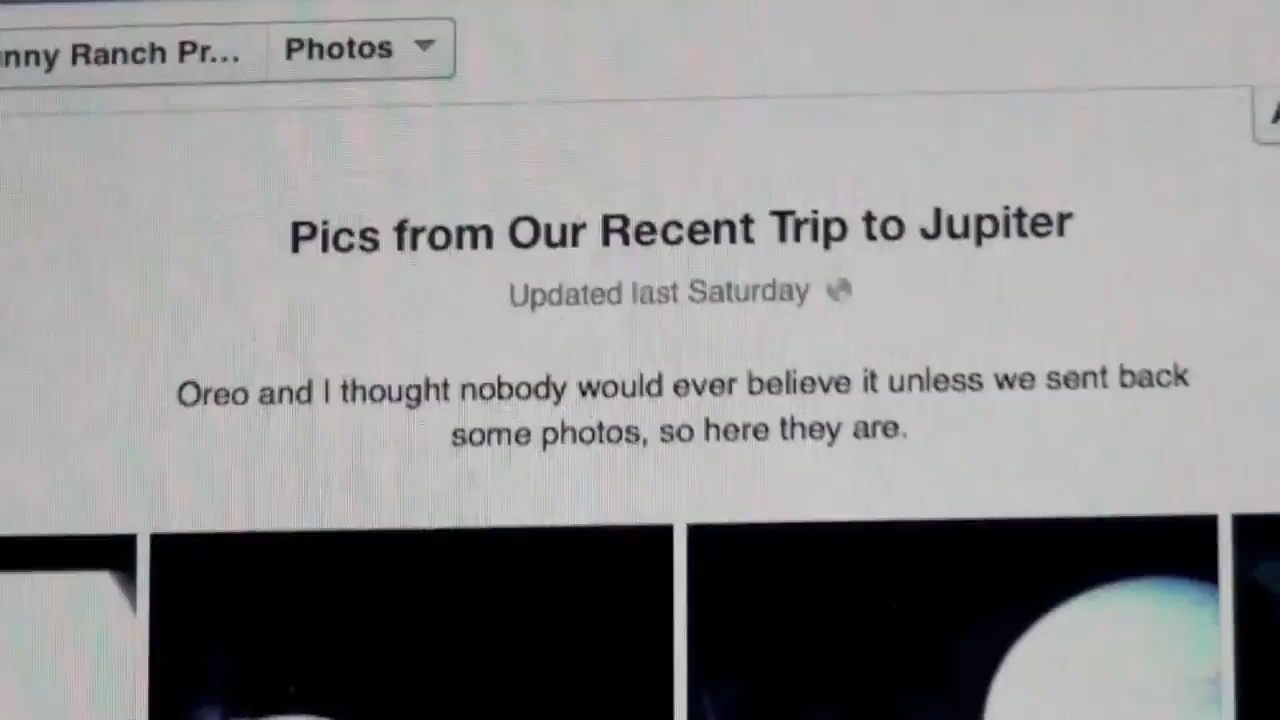 nny Ranch Pr... Photos
Pics from Our Recent Trip to Jupiter
Updated last Saturday
Oreo and I thought nobody would ever believe it unless we sent back
some photos, so here they are.